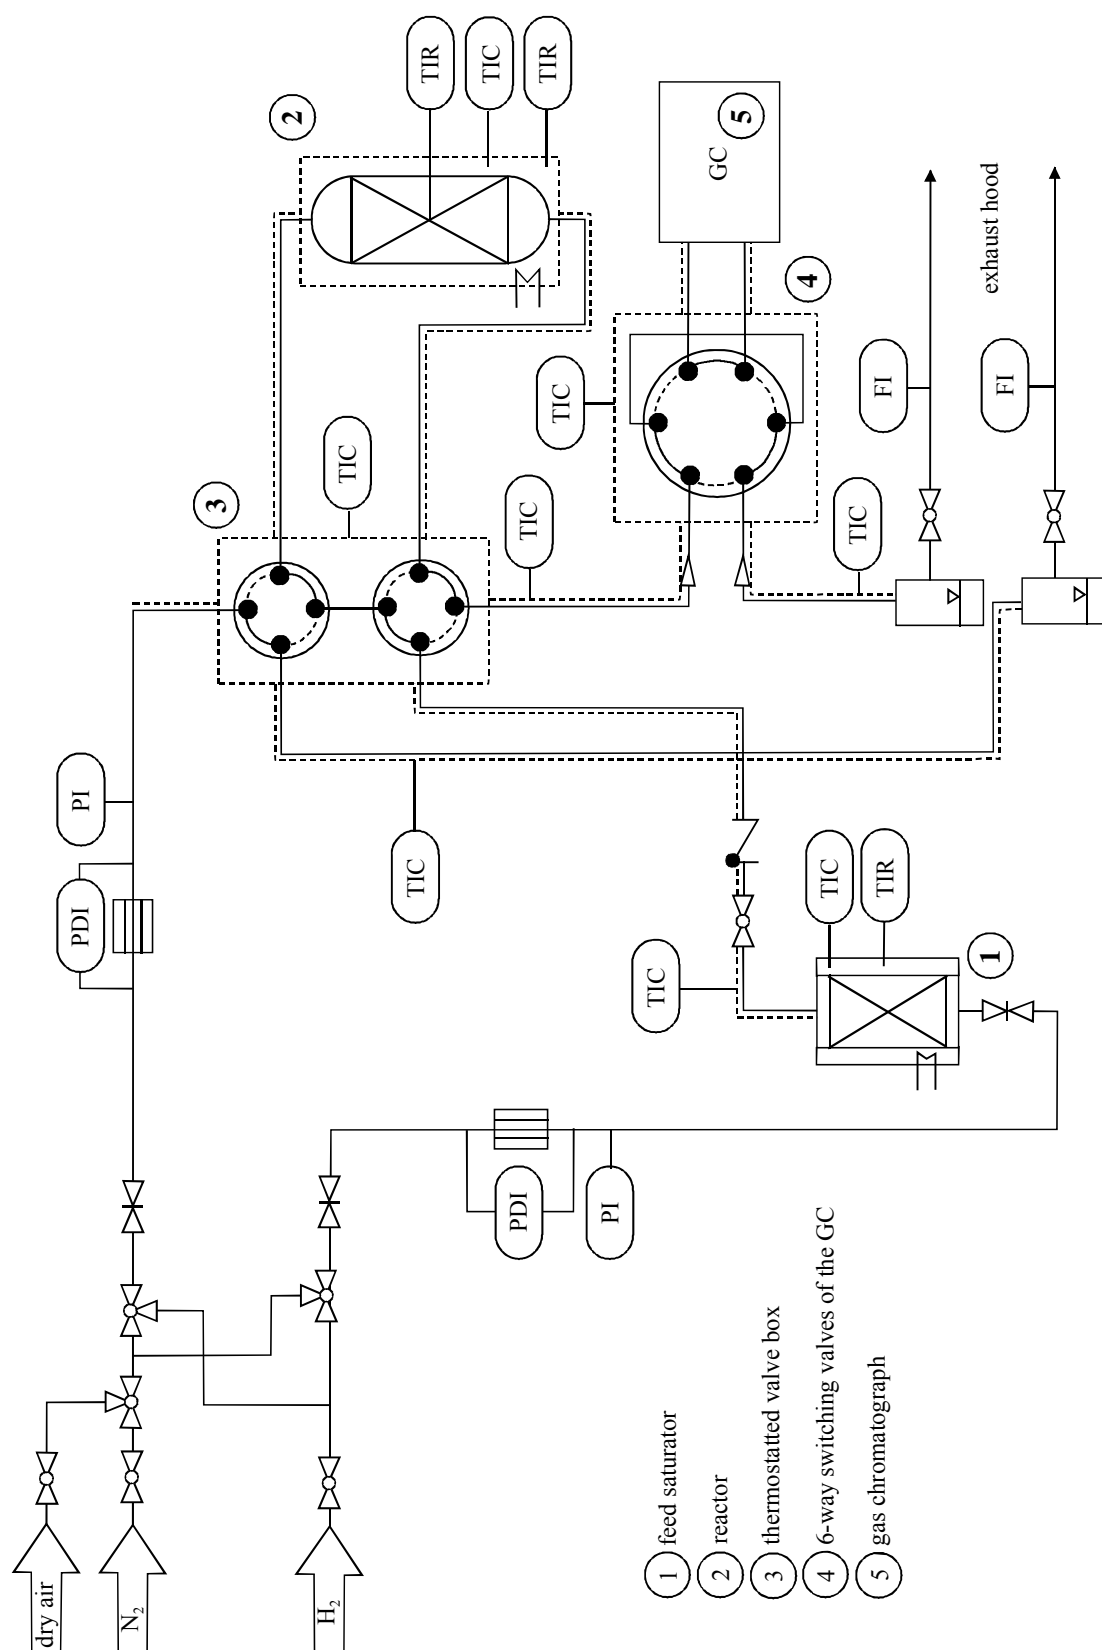 dry air
PDI
PI
N₂
3
2
H₂
TIC
TIC
TIR
TIC
TIR
PDI
TIC
TIC
PI
TIC
GC
5
4
TIC
TIC
TIR
FI
1
exhaust hood
FI
1 feed saturator
2 reactor
3 thermostatted valve box
4 6-way switching valves of the GC
5 gas chromatograph